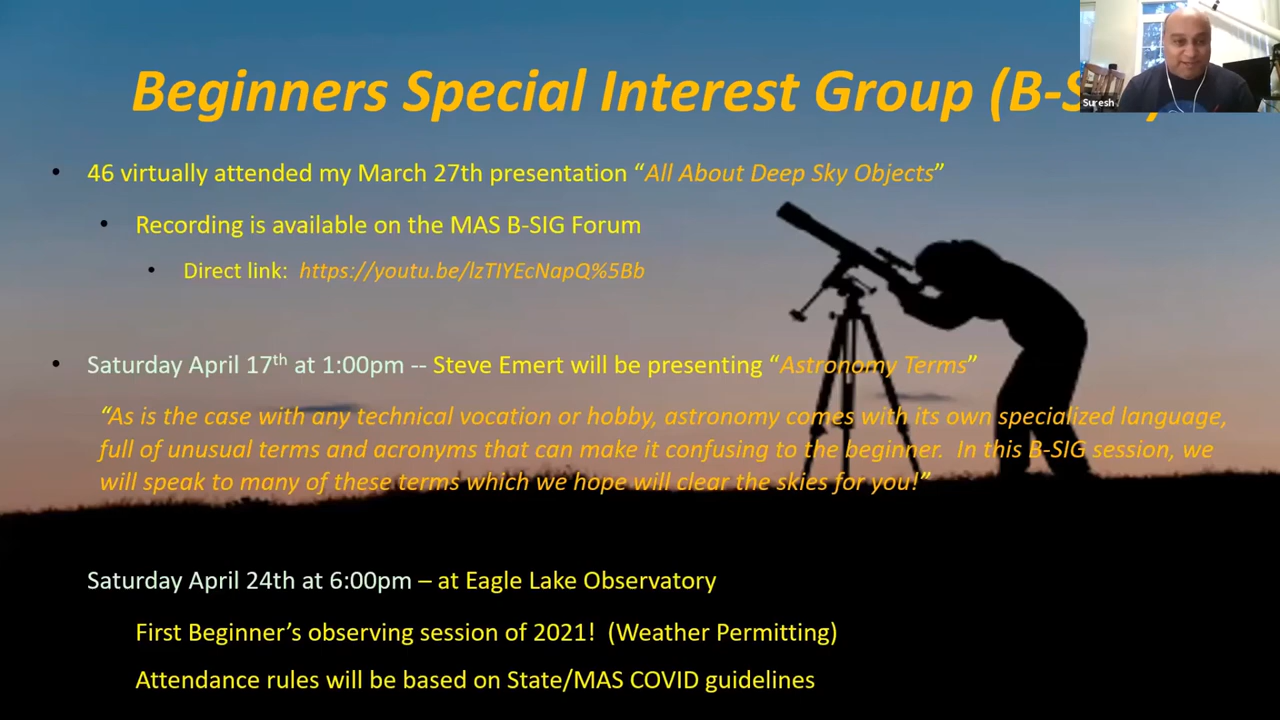 Beginners Special Interest Group (B-S
Suresh
• 46 virtually attended my March 27th presentation “All About Deep Sky Objects”
• Recording is available on the MAS B-SIG Forum
• Direct link: https://youtu.be/lzTIYEcNapQ%5Bb
• Saturday April 17th at 1:00pm -- Steve Emert will be presenting “Astronomy Terms”
“As is the case with any technical vocation or hobby, astronomy comes with its own specialized language,
full of unusual terms and acronyms that can make it confusing to the beginner. In this B-SIG session, we
will speak to many of these terms which we hope will clear the skies for you!”
Saturday April 24th at 6:00pm – at Eagle Lake Observatory
First Beginner’s observing session of 2021! (Weather Permitting)
Attendance rules will be based on State/MAS COVID guidelines